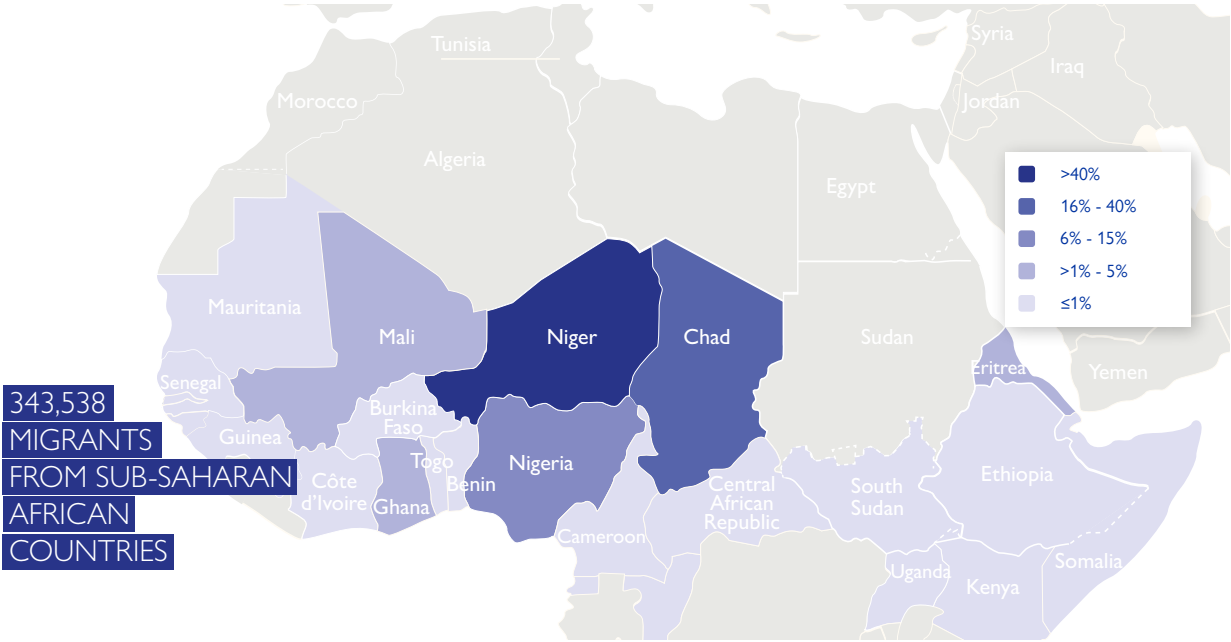 Tunisia
Syria
Iraq
Morocco
Jordan
Algeria
Egypt
>40%
16% - 40%
6% - 15%
>1% - 5%
≤1%
Mauritania
Mali
Niger
Chad
Sudan
Eritrea
Yemen
Senegal
Burkina
Faso
Guinea
Togo
Nigeria
Benin
Côte
d'Ivoire
Ghana
Central
African
Republic
South
Sudan
Ethiopia
Cameroon
Uganda
Kenya
Somalia
343,538
MIGRANTS
FROM SUB-SAHARAN
AFRICAN
COUNTRIES